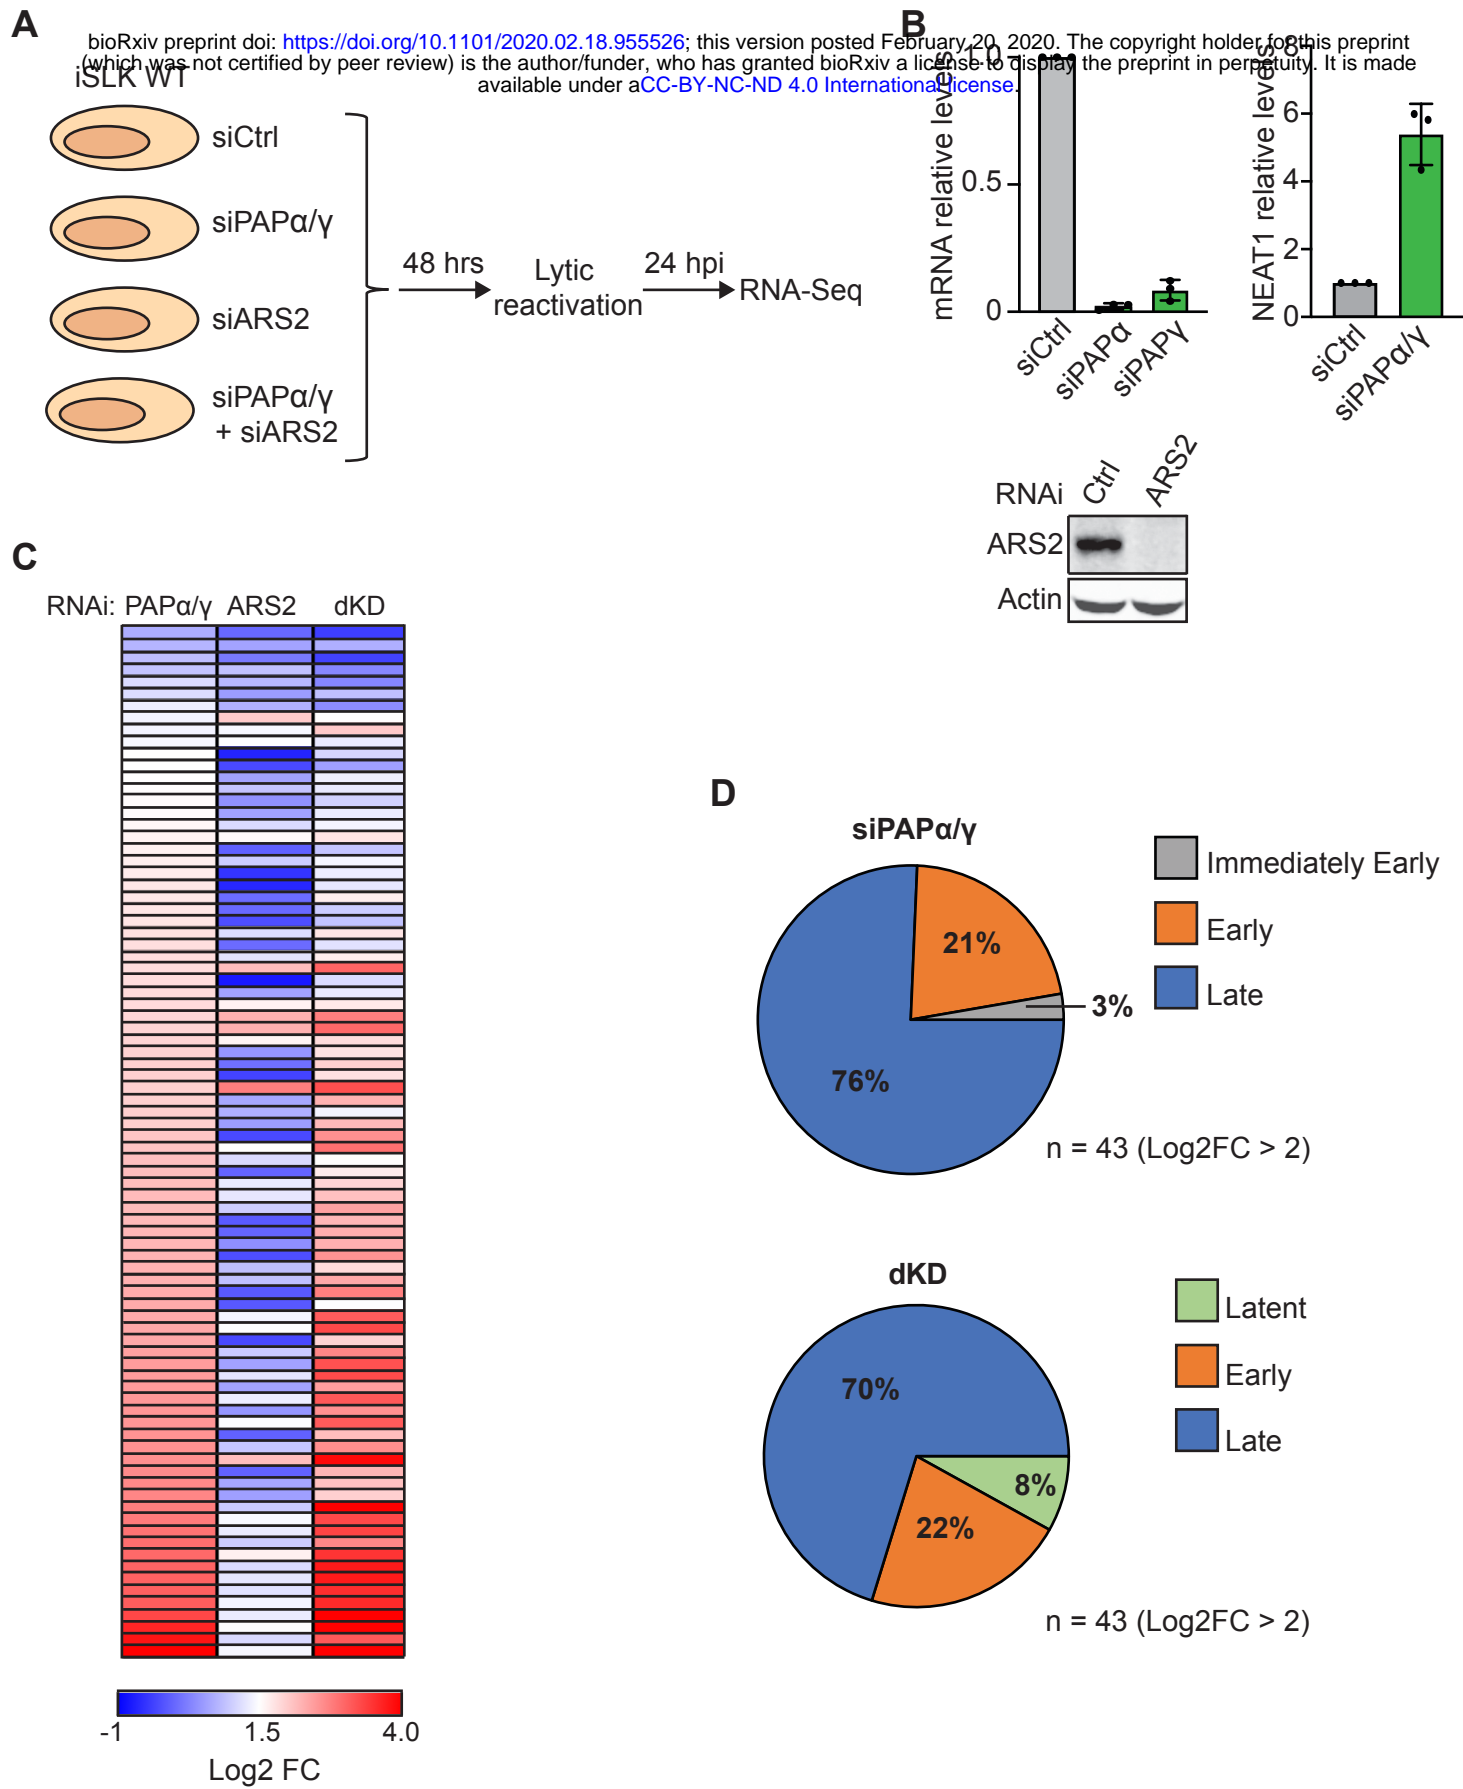 A
B
bioRxiv preprint doi: https://doi.org/10.1101/2020.02.18.955526; this version posted February 20, 2020. The copyright holder for this preprint
(which was not certified by peer review) is the author/funder, who has granted bioRxiv a license to display the preprint in perpetuity. It is made
available under aCC-BY-NC-ND 4.0 International license.
iSLK WT
siCtrl
siPAPα/γ
siARS2
siPAPα/γ
+ siARS2
48 hrs
Lytic
reactivation
24 hpi
RNA-Seq
mRNA relative levels
1.0
0.5
0
siCtrl
siPAPα
siPAPγ
NEAT1 relative levels
8
6
4
2
0
siCtrl
siPAPα/γ
RNAi
Ctrl
ARS2
ARS2
Actin
C
RNAi: PAPα/γ ARS2 dKD
-1
1.5
4.0
Log2 FC
D
siPAPα/γ
21%
3%
76%
Immediately Early
Early
Late
n = 43 (Log2FC > 2)
dKD
70%
8%
22%
Latent
Early
Late
n = 43 (Log2FC > 2)